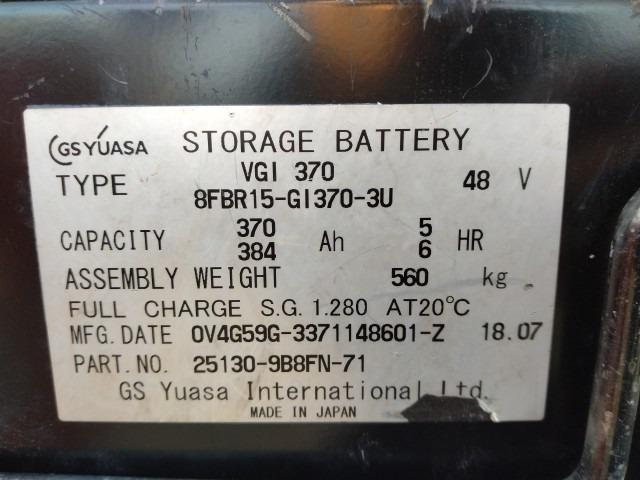 GS YUASA STORAGE BATTERY
TYPE VGI 370 48 V
8FBR15-GI370-3U
CAPACITY 370 Ah 5 HR
384 6
ASSEMBLY WEIGHT 560 kg
FULL CHARGE S.G. 1.280 AT20°C
MFG. DATE 0V4G59G-3371148601-Z 18.07
PART.NO. 25130-9B8FN-71
GS Yuasa International Ltd.
MADE IN JAPAN